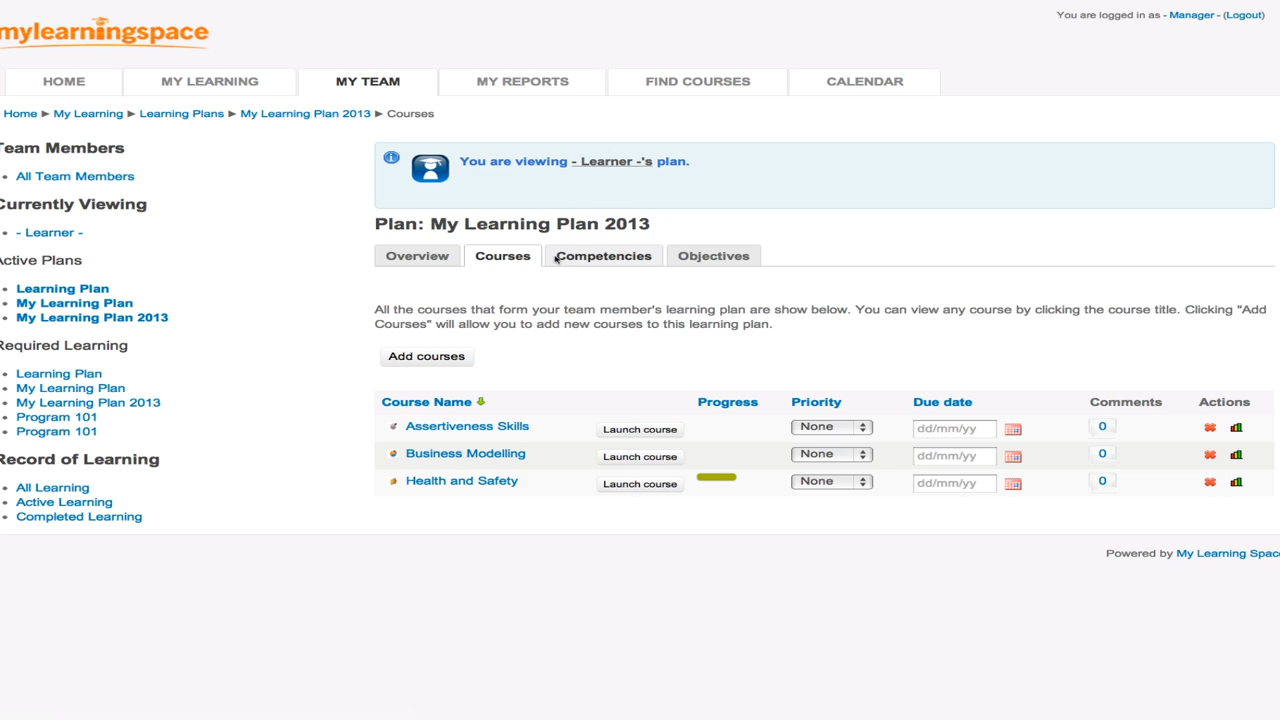 You are logged in as - Manager - (Logout)
mylearningspace
HOME MY LEARNING MY TEAM MY REPORTS FIND COURSES CALENDAR
Home ► My Learning ► Learning Plans ► My Learning Plan 2013 ► Courses
Team Members
• All Team Members
Currently Viewing
• - Learner -
Active Plans
• Learning Plan
• My Learning Plan
• My Learning Plan 2013
Required Learning
• Learning Plan
• My Learning Plan
• My Learning Plan 2013
• Program 101
• Program 101
Record of Learning
• All Learning
• Active Learning
• Completed Learning
You are viewing - Learner -'s plan.
Plan: My Learning Plan 2013
Overview Courses Competencies Objectives
All the courses that form your team member's learning plan are show below. You can view any course by clicking the course title. Clicking "Add
Courses" will allow you to add new courses to this learning plan.
Add courses
Course Name Progress Priority Due date Comments Actions
Assertiveness Skills Launch course None dd/mm/yy 0
Business Modelling Launch course None dd/mm/yy 0
Health and Safety Launch course None dd/mm/yy 0
Powered by My Learning Space